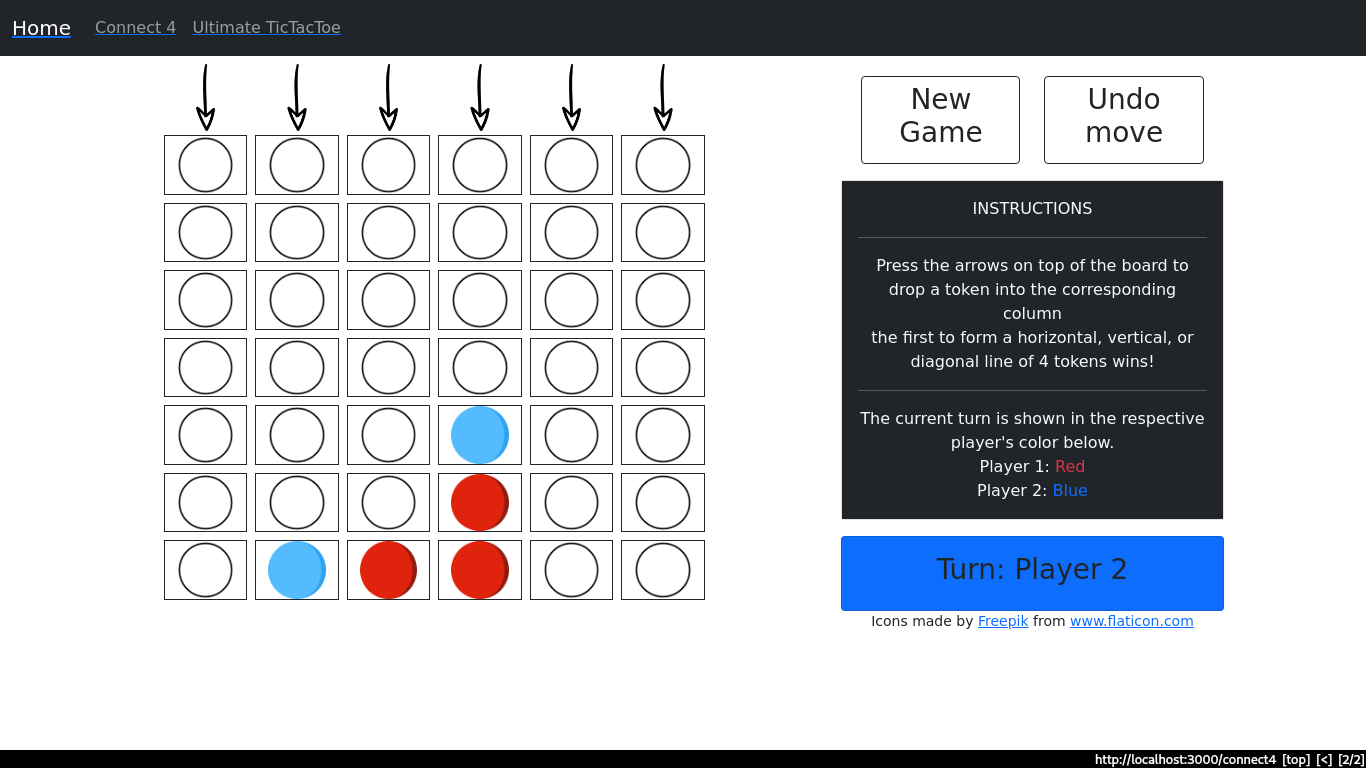 Home Connect 4 Ultimate TicTacToe
New
Game
Undo
move
INSTRUCTIONS
Press the arrows on top of the board to
drop a token into the corresponding
column
the first to form a horizontal, vertical, or
diagonal line of 4 tokens wins!
The current turn is shown in the respective
player's color below.
Player 1: Red
Player 2: Blue
Turn: Player 2
Icons made by Freepik from www.flaticon.com
http://localhost:3000/connect4 [top] [<] [2/2]